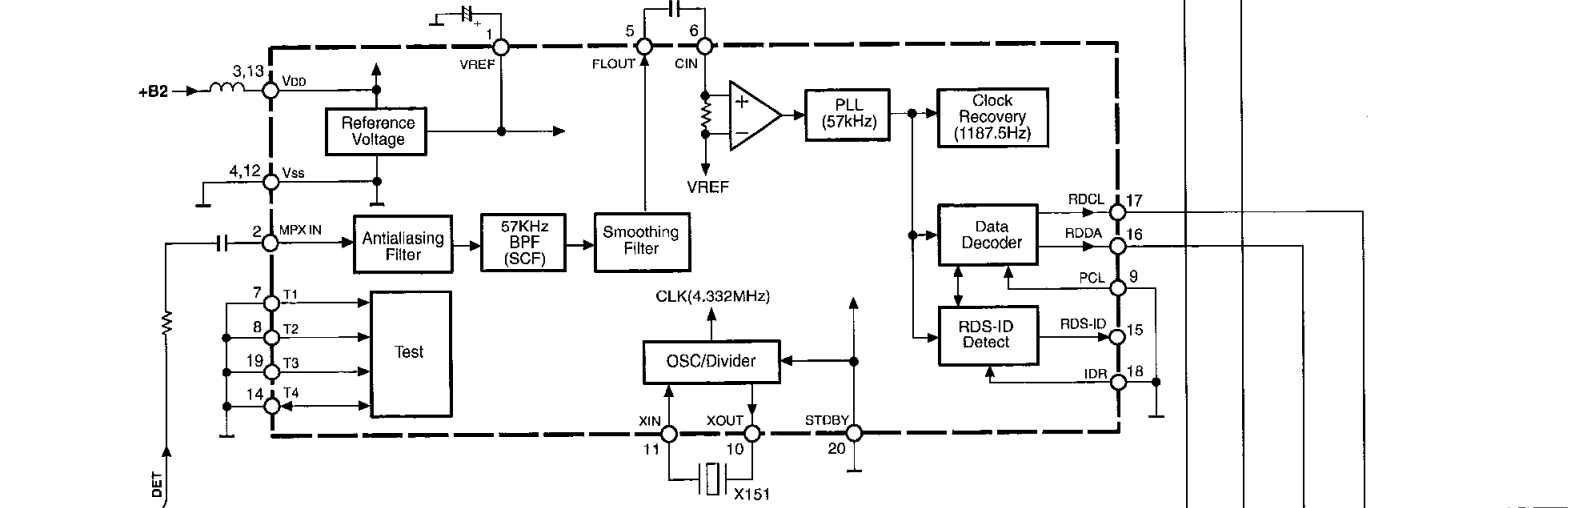 +
1
5
6
VREF
FLOUT
CIN
3,13
VDD
+B2
Reference
Voltage
+
−
PLL
(57kHz)
Clock
Recovery
(1187.5Hz)
4,12
Vss
VREF
2
MPX IN
Antialiasing
Filter
57KHz
BPF
(SCF)
Smoothing
Filter
Data
Decoder
RDCL
17
RDDA
16
PCL
9
7
T1
8
T2
19
T3
14
T4
Test
CLK(4.332MHz)
OSC/Divider
RDS-ID
Detect
RDS-ID
15
IDR
18
XIN
XOUT
STDBY
11
10
20
X151
DET